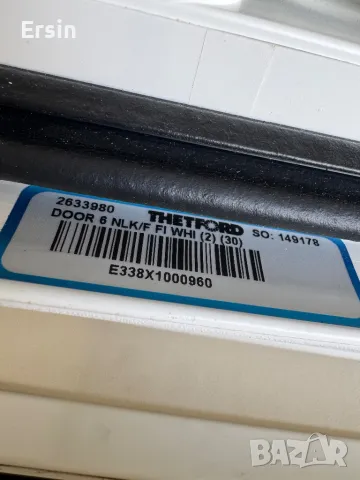 Ersin
2633980 THETFORD SO: 149178
DOOR 6 NLK/F FI WHI (2) (30)
E338X1000960
bazar